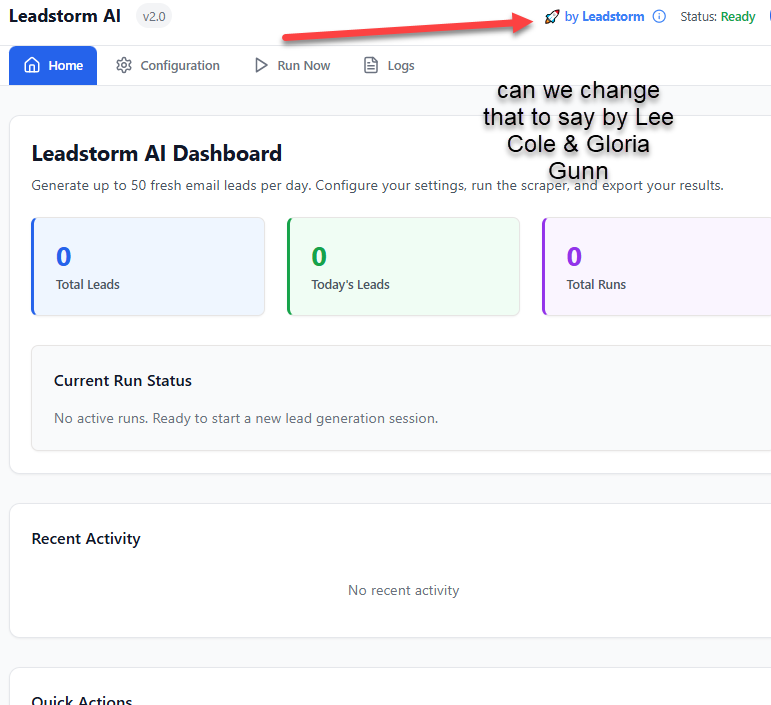 Leadstorm AI v2.0 🚀 by Leadstorm Status: Ready
Home Configuration Run Now Logs
can we change
that to say by Lee
Cole & Gloria
Gunn
Leadstorm AI Dashboard
Generate up to 50 fresh email leads per day. Configure your settings, run the scraper, and export your results.
0 0 0
Total Leads Today's Leads Total Runs
Current Run Status
No active runs. Ready to start a new lead generation session.
Recent Activity
No recent activity
Quick Actions